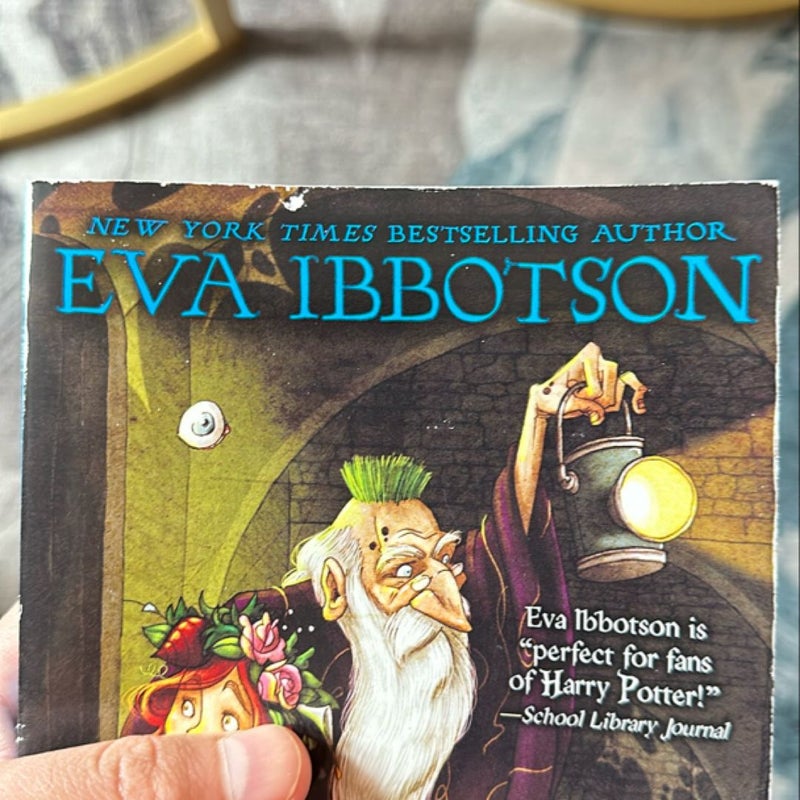 NEW YORK TIMES BESTSELLING AUTHOR
EVA IBBOTSON
Eva Ibbotson is
“perfect for fans
of Harry Potter!”
—School Library Journal